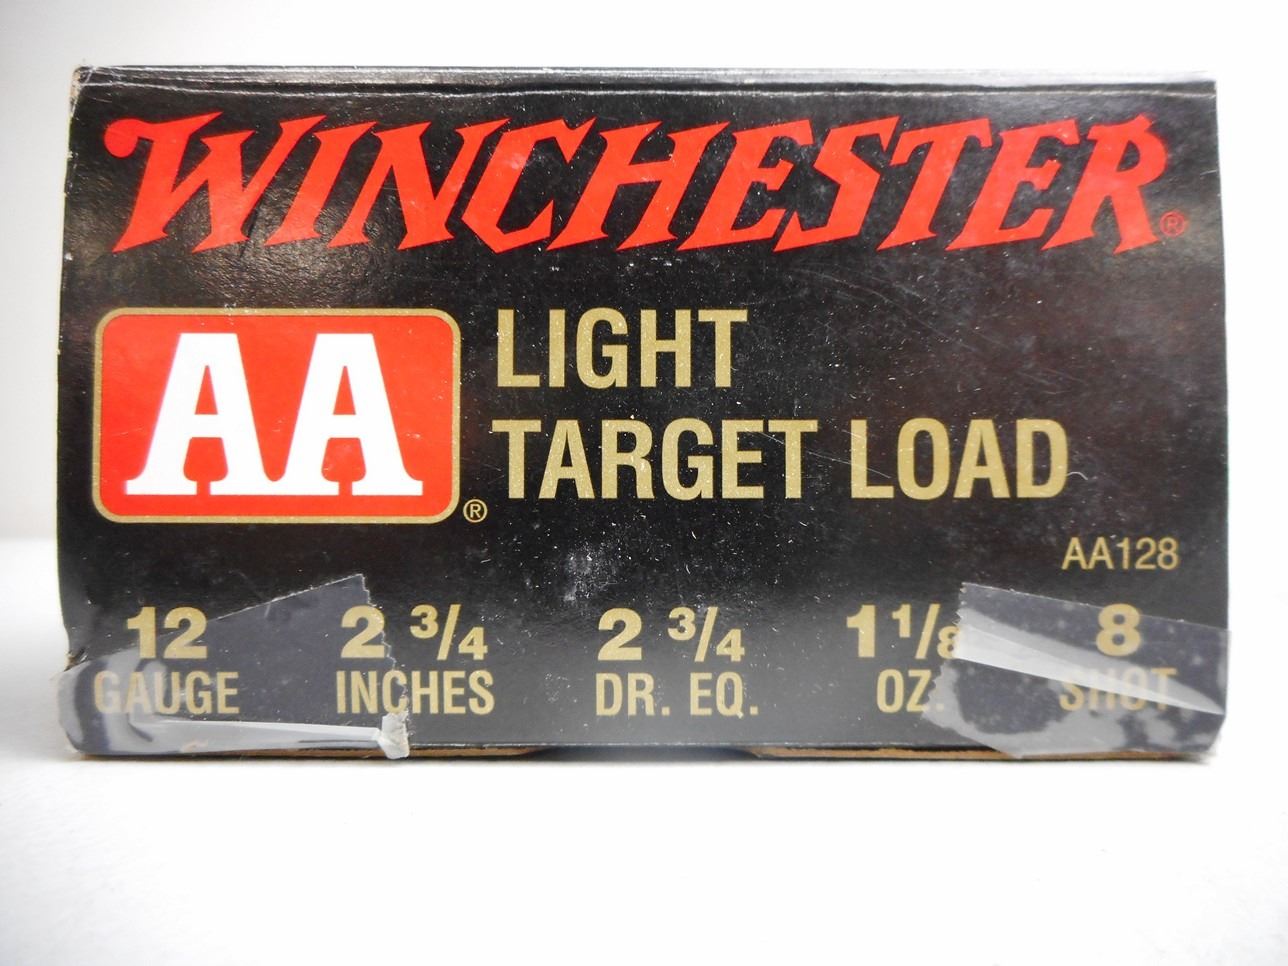 WINCHESTER®
AA®
LIGHT
TARGET LOAD
AA128
12 2 3/4 2 3/4 1 1/8 8
GAUGE INCHES DR. EQ. OZ. SHOT